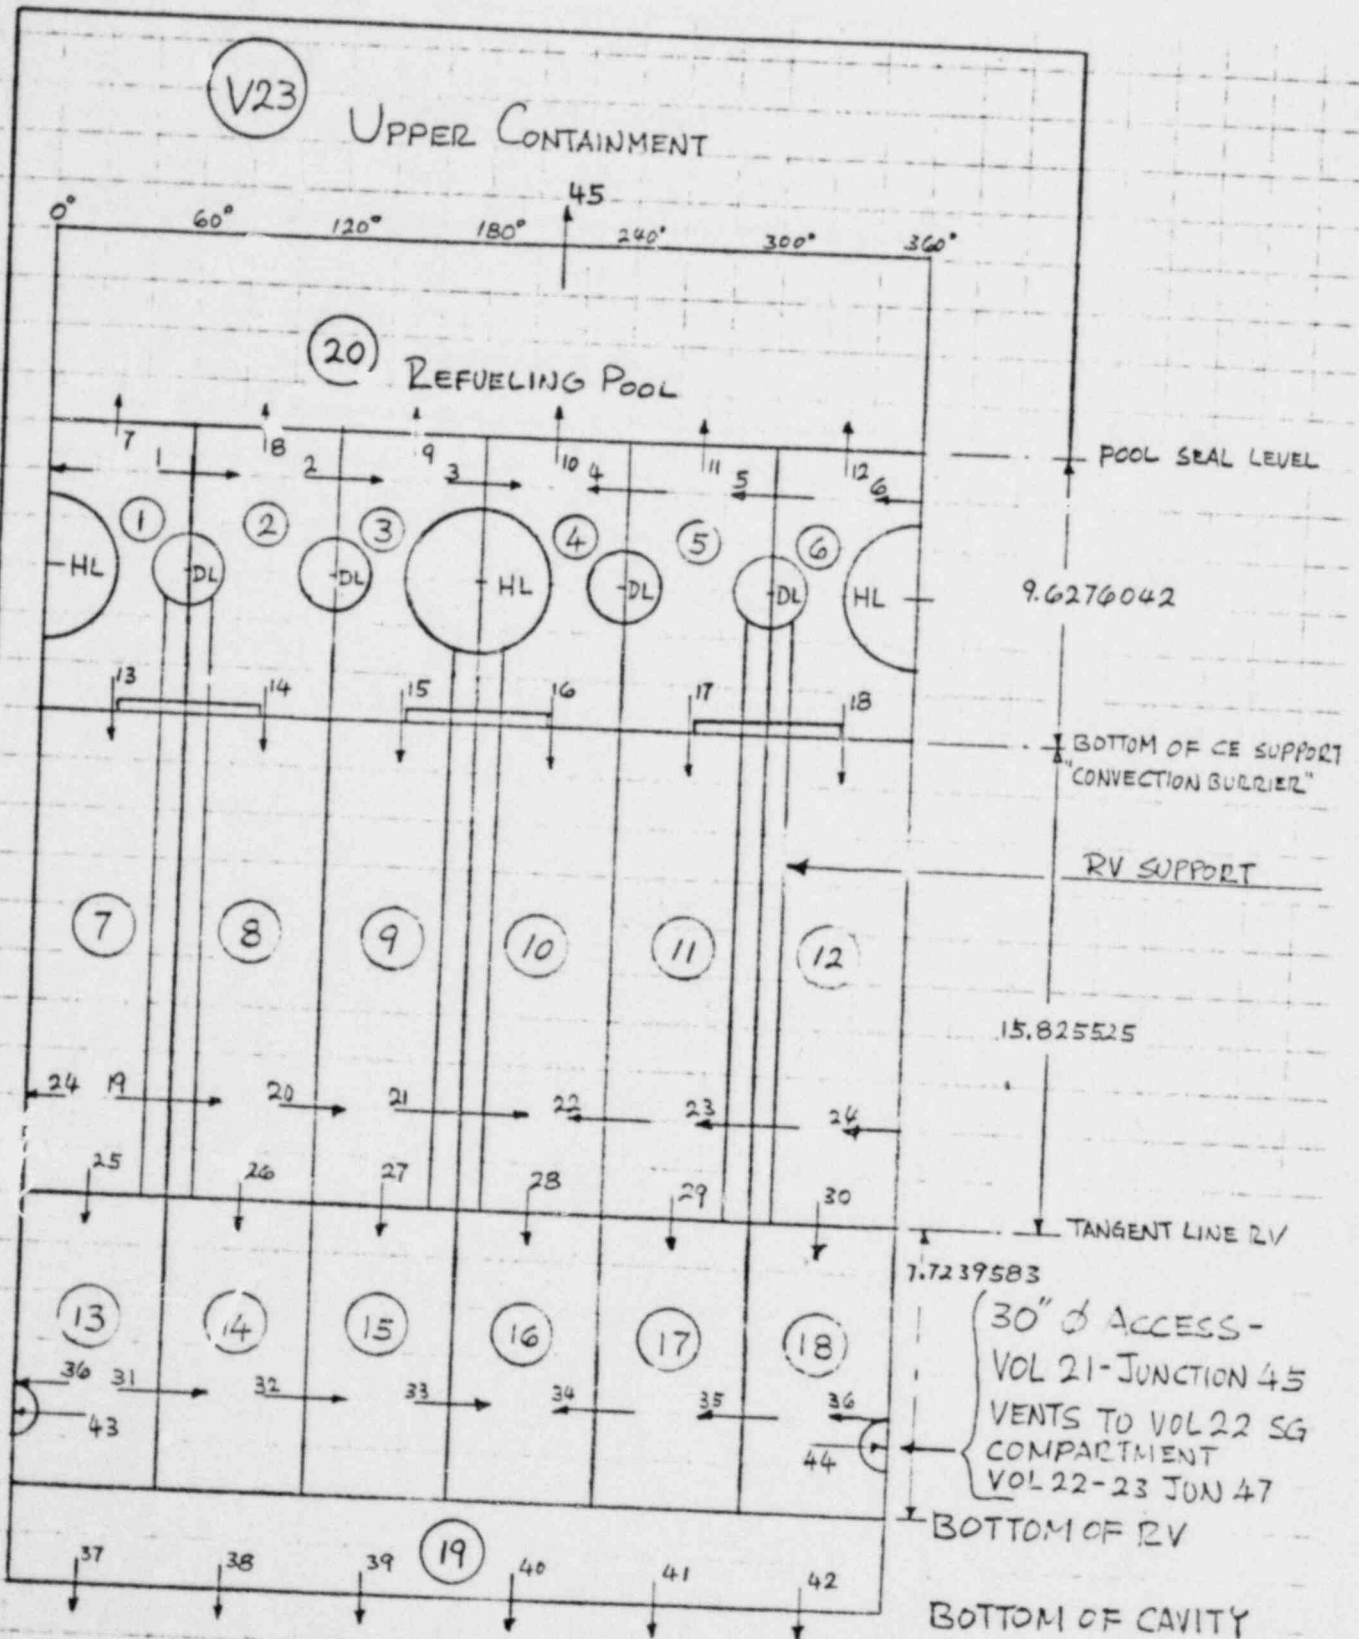 V23
UPPER CONTAINMENT
45
0° 60° 120° 180° 240° 300° 360°
20 REFUELING POOL
7 8 9 10 11 12
1 2 3 4 5 6
POOL SEAL LEVEL
1 2 3 4 5 6
HL DL DL HL DL DL HL
9.6276042
13 14 15 16 17 18
BOTTOM OF CE SUPPORT
"CONVECTION BURRIER"
RV SUPPORT
7 8 9 10 11 12
15.825525
24 19 20 21 22 23 24
25 26 27 28 29 30
TANGENT LINE RV
7.7239583
13 14 15 16 17 18
30" Ø ACCESS-
VOL 21-JUNCTION 45
VENTS TO VOL 22 SG
COMPARTMENT
VOL 22-23 JUN 47
36 31 32 33 34 35 36
43 44
BOTTOM OF RV
19
37 38 39 40 41 42
BOTTOM OF CAVITY